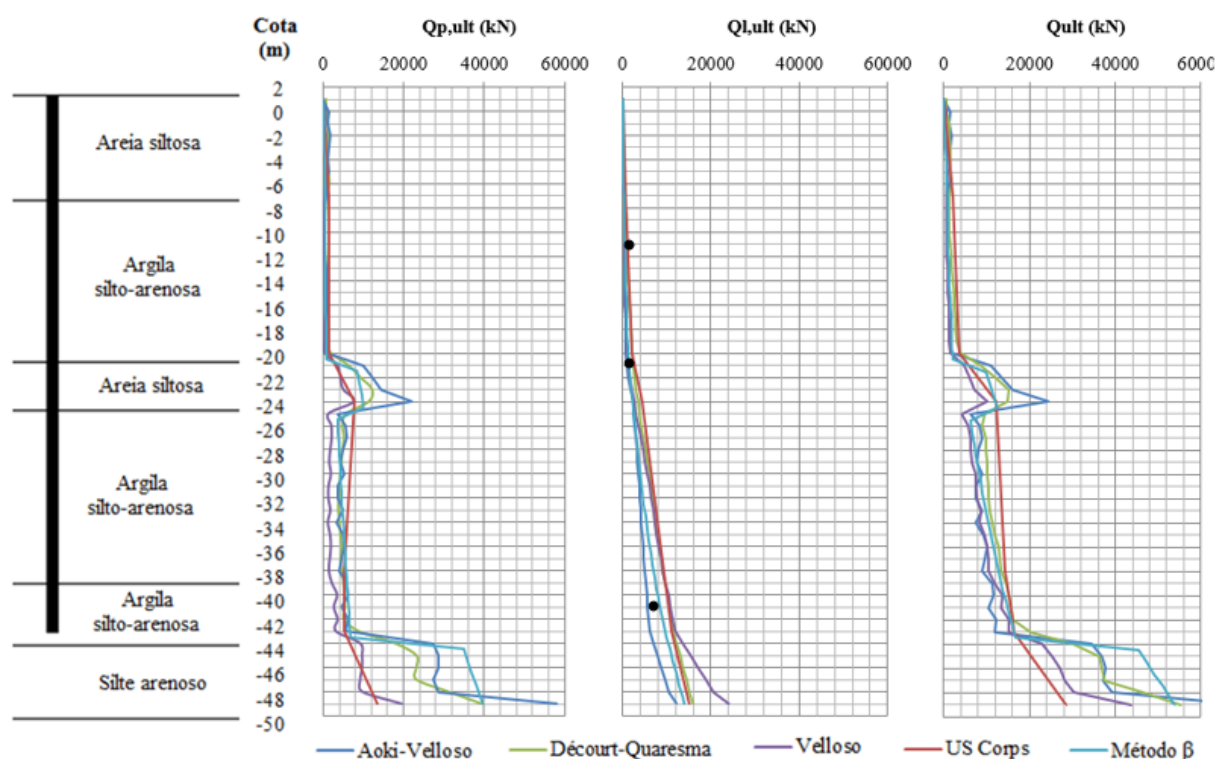 Cota
(m)
Qp,ult (kN)
Ql,ult (kN)
Qult (kN)
0 20000 40000 60000
0 20000 40000 60000
0 20000 40000 6000
2
0
-2
-4
-6
-8
-10
-12
-14
-16
-18
-20
-22
-24
-26
-28
-30
-32
-34
-36
-38
-40
-42
-44
-46
-48
-50
Areia siltosa
Argila
silto-arenosa
Areia siltosa
Argila
silto-arenosa
Argila
silto-arenosa
Silte arenoso
Aoki-Velloso
Décourt-Quaresma
Velloso
US Corps
Método β